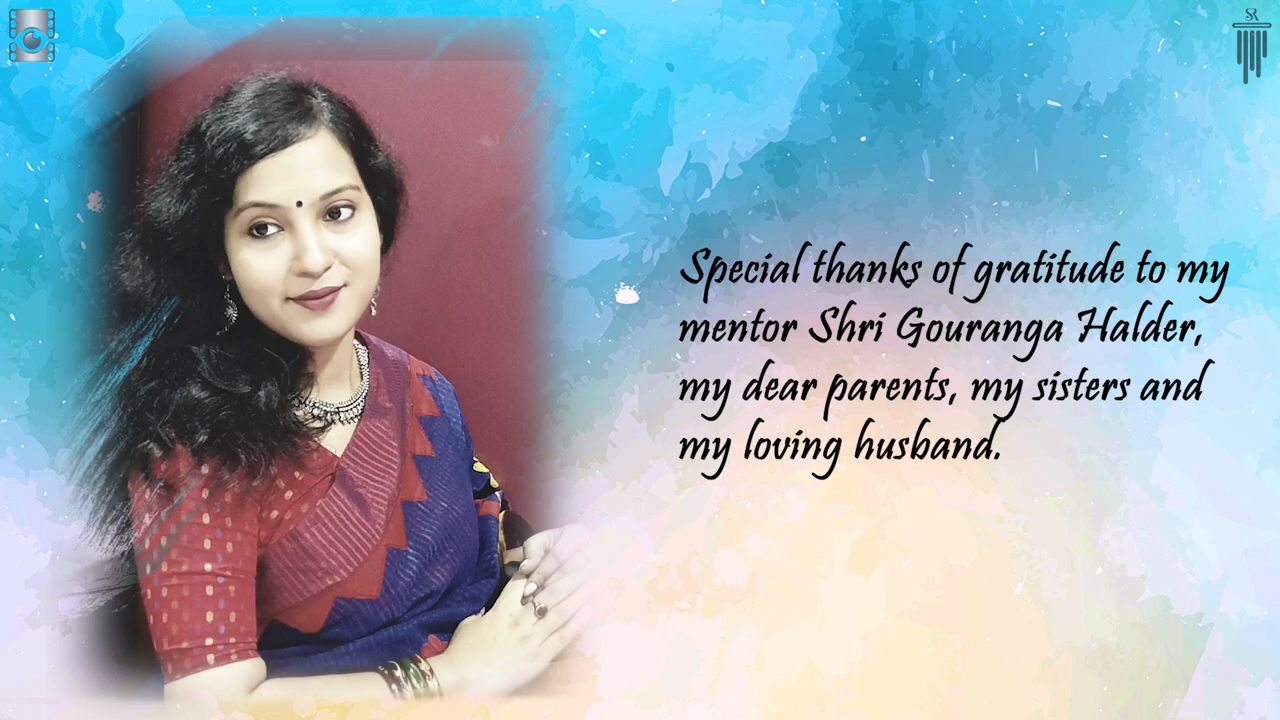 SR
Special thanks of gratitude to my
mentor Shri Gouranga Halder,
my dear parents, my sisters and
my loving husband.